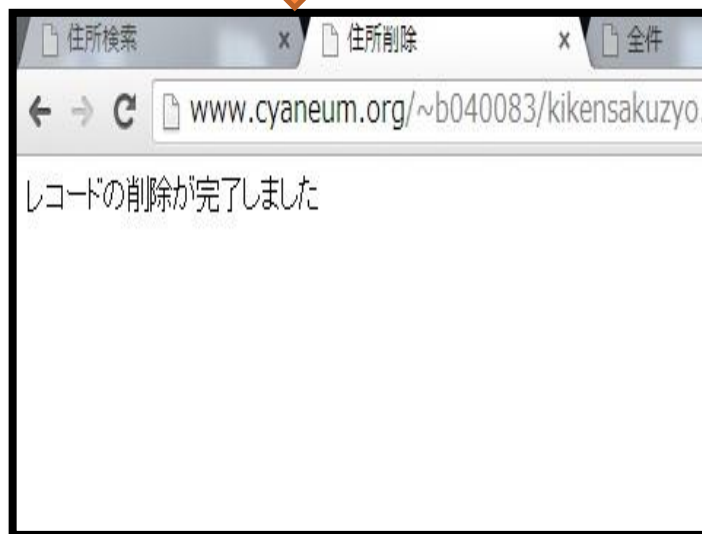 住所検索 × 住所削除 × 全件
www.cyaneum.org/~b040083/kikensakuzyo.
レコードの削除が完了しました